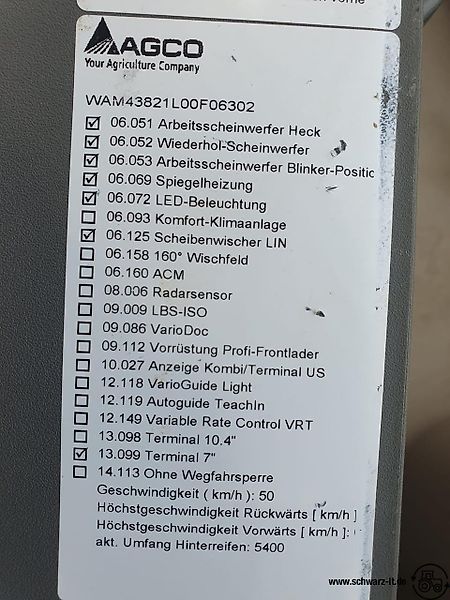 vorne
AGCO
Your Agriculture Company
WAM43821L00F06302
☑ 06.051 Arbeitsscheinwerfer Heck
☑ 06.052 Wiederhol-Scheinwerfer
☑ 06.053 Arbeitsscheinwerfer Blinker-Positic
☑ 06.069 Spiegelheizung
☑ 06.072 LED-Beleuchtung
☐ 06.093 Komfort-Klimaanlage
☑ 06.125 Scheibenwischer LIN
☐ 06.158 160° Wischfeld
☐ 06.160 ACM
☐ 08.006 Radarsensor
☐ 09.009 LBS-ISO
☐ 09.086 VarioDoc
☐ 09.112 Vorrüstung Profi-Frontlader
☐ 10.027 Anzeige Kombi/Terminal US
☐ 12.118 VarioGuide Light
☐ 12.119 Autoguide TeachIn
☐ 12.149 Variable Rate Control VRT
☐ 13.098 Terminal 10.4"
☑ 13.099 Terminal 7"
☐ 14.113 Ohne Wegfahrsperre
Geschwindigkeit ( km/h ): 50
Höchstgeschwindigkeit Rückwärts [ km/h ]
Höchstgeschwindigkeit Vorwärts [ km/h ]:
akt. Umfang Hinterreifen: 5400
www.schwarz-lt.de